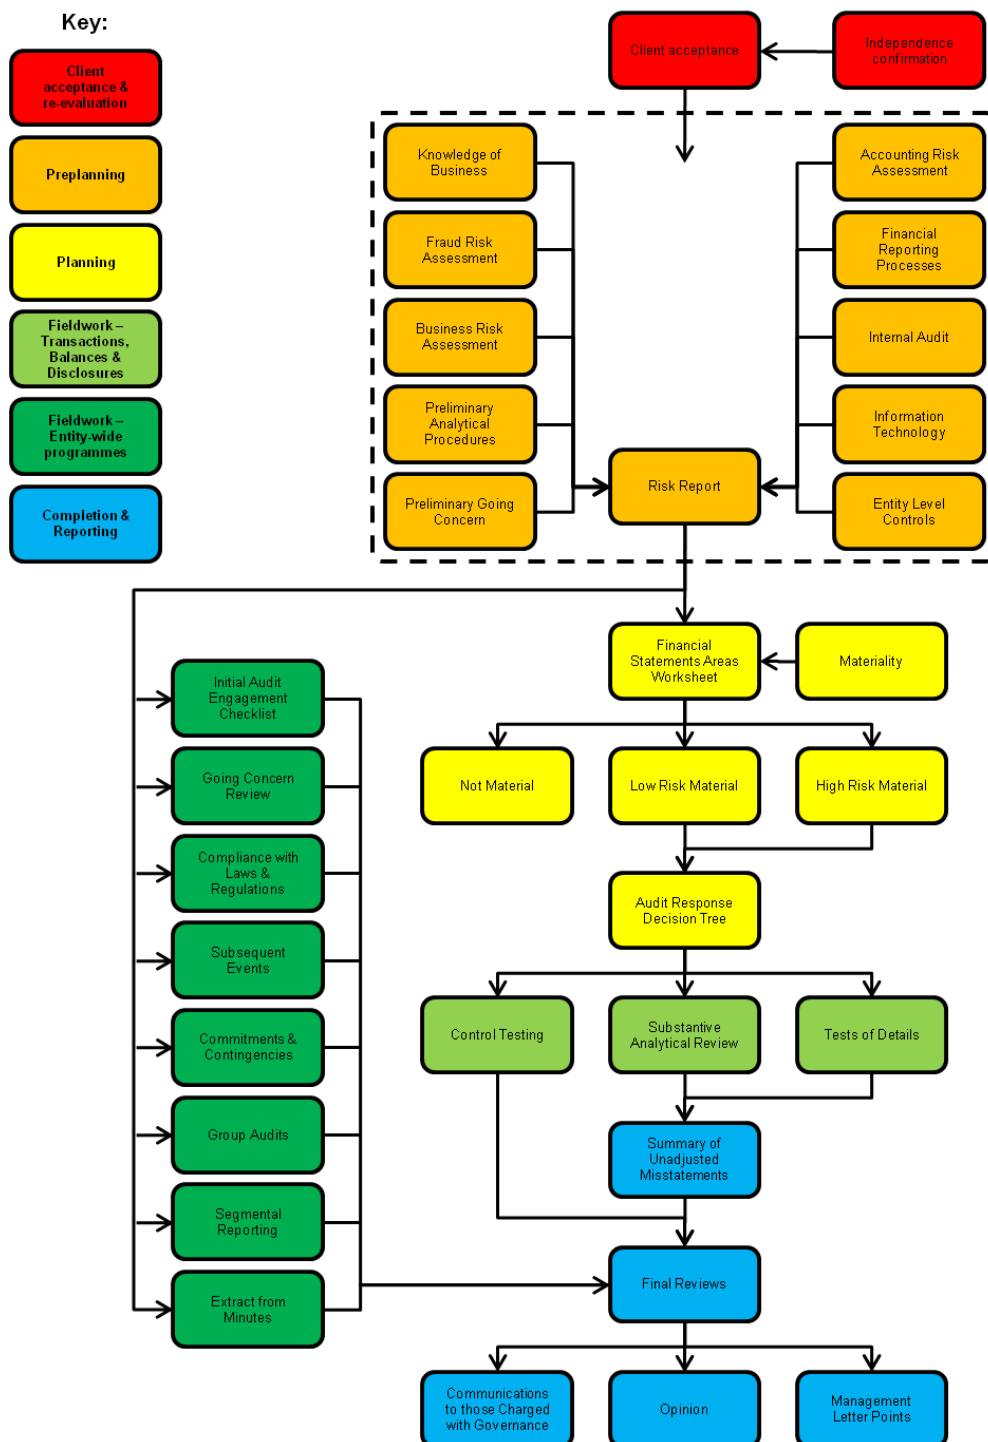 Key:
Client
acceptance &
re-evaluation
Preplanning
Planning
Fieldwork –
Transactions,
Balances &
Disclosures
Fieldwork –
Entity-wide
programmes
Completion &
Reporting
Client acceptance
Independence
confirmation
Knowledge of
Business
Accounting Risk
Assessment
Fraud Risk
Assessment
Financial
Reporting
Processes
Business Risk
Assessment
Internal Audit
Preliminary
Analytical
Procedures
Information
Technology
Preliminary Going
Concern
Risk Report
Entity Level
Controls
Financial
Statements Areas
Worksheet
Materiality
Not Material
Low Risk Material
High Risk Material
Audit Response
Decision Tree
Control Testing
Substantive
Analytical Review
Tests of Details
Summary of
Unadjusted
Misstatements
Initial Audit
Engagement
Checklist
Going Concern
Review
Compliance with
Laws &
Regulations
Subsequent
Events
Commitments &
Contingencies
Group Audits
Segmental
Reporting
Extract from
Minutes
Final Reviews
Communications
to those Charged
with Governance
Opinion
Management
Letter Points